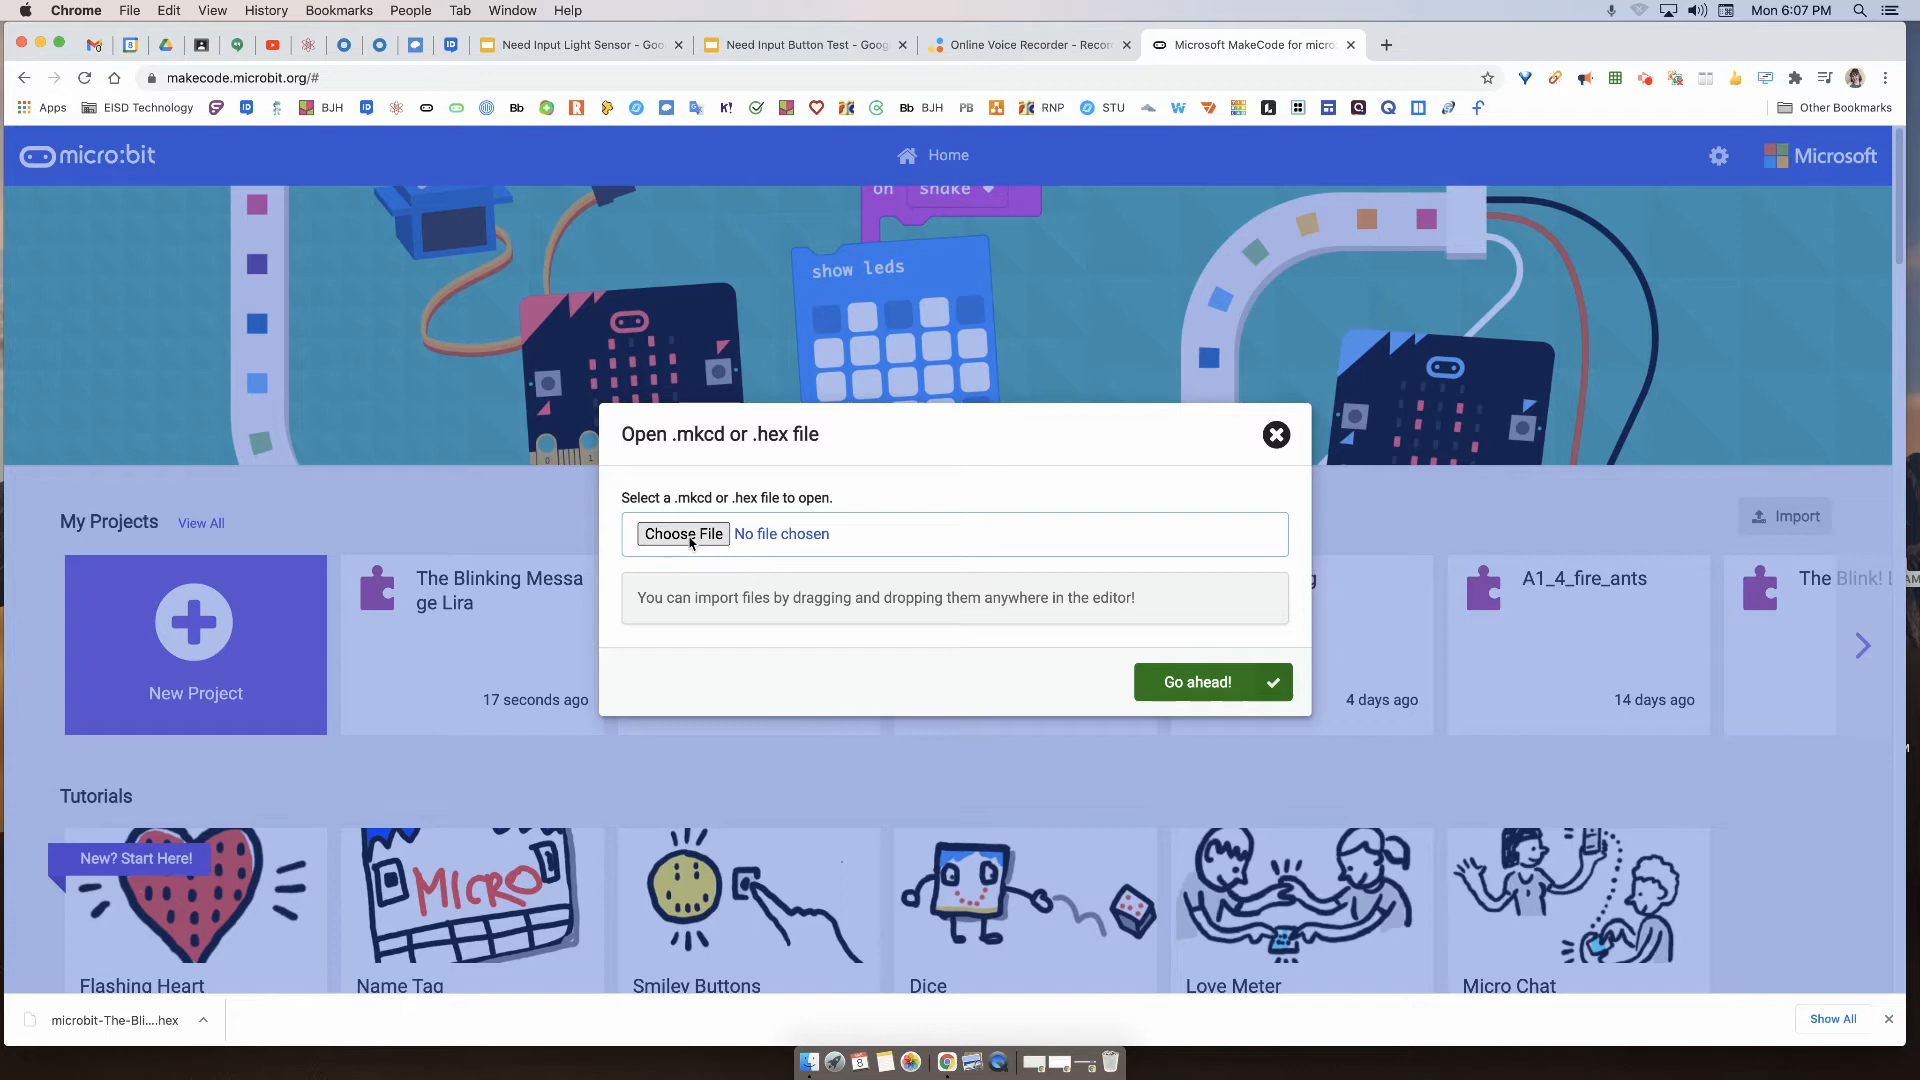 Chrome File Edit View History Bookmarks People Tab Window Help Mon 6:07 PM
Need Input Light Sensor - Goo Need Input Button Test - Goog Online Voice Recorder - Recor Microsoft MakeCode for micro:
makecode.microbit.org/#
Apps EISD Technology BJH Bb K! Bb BJH PB RNP STU Other Bookmarks
micro:bit Home Microsoft
on shake
show leds
0 1
Open .mkcd or .hex file
Select a .mkcd or .hex file to open.
Choose File No file chosen
You can import files by dragging and dropping them anywhere in the editor!
Go ahead!
My Projects View All Import
New Project
The Blinking Messa
ge Lira
17 seconds ago
g
4 days ago
A1_4_fire_ants
14 days ago
The Blink! L
Tutorials
New? Start Here!
MICRO
Flashing Heart Name Tag Smiley Buttons Dice Love Meter Micro Chat
microbit-The-Bli....hex Show All